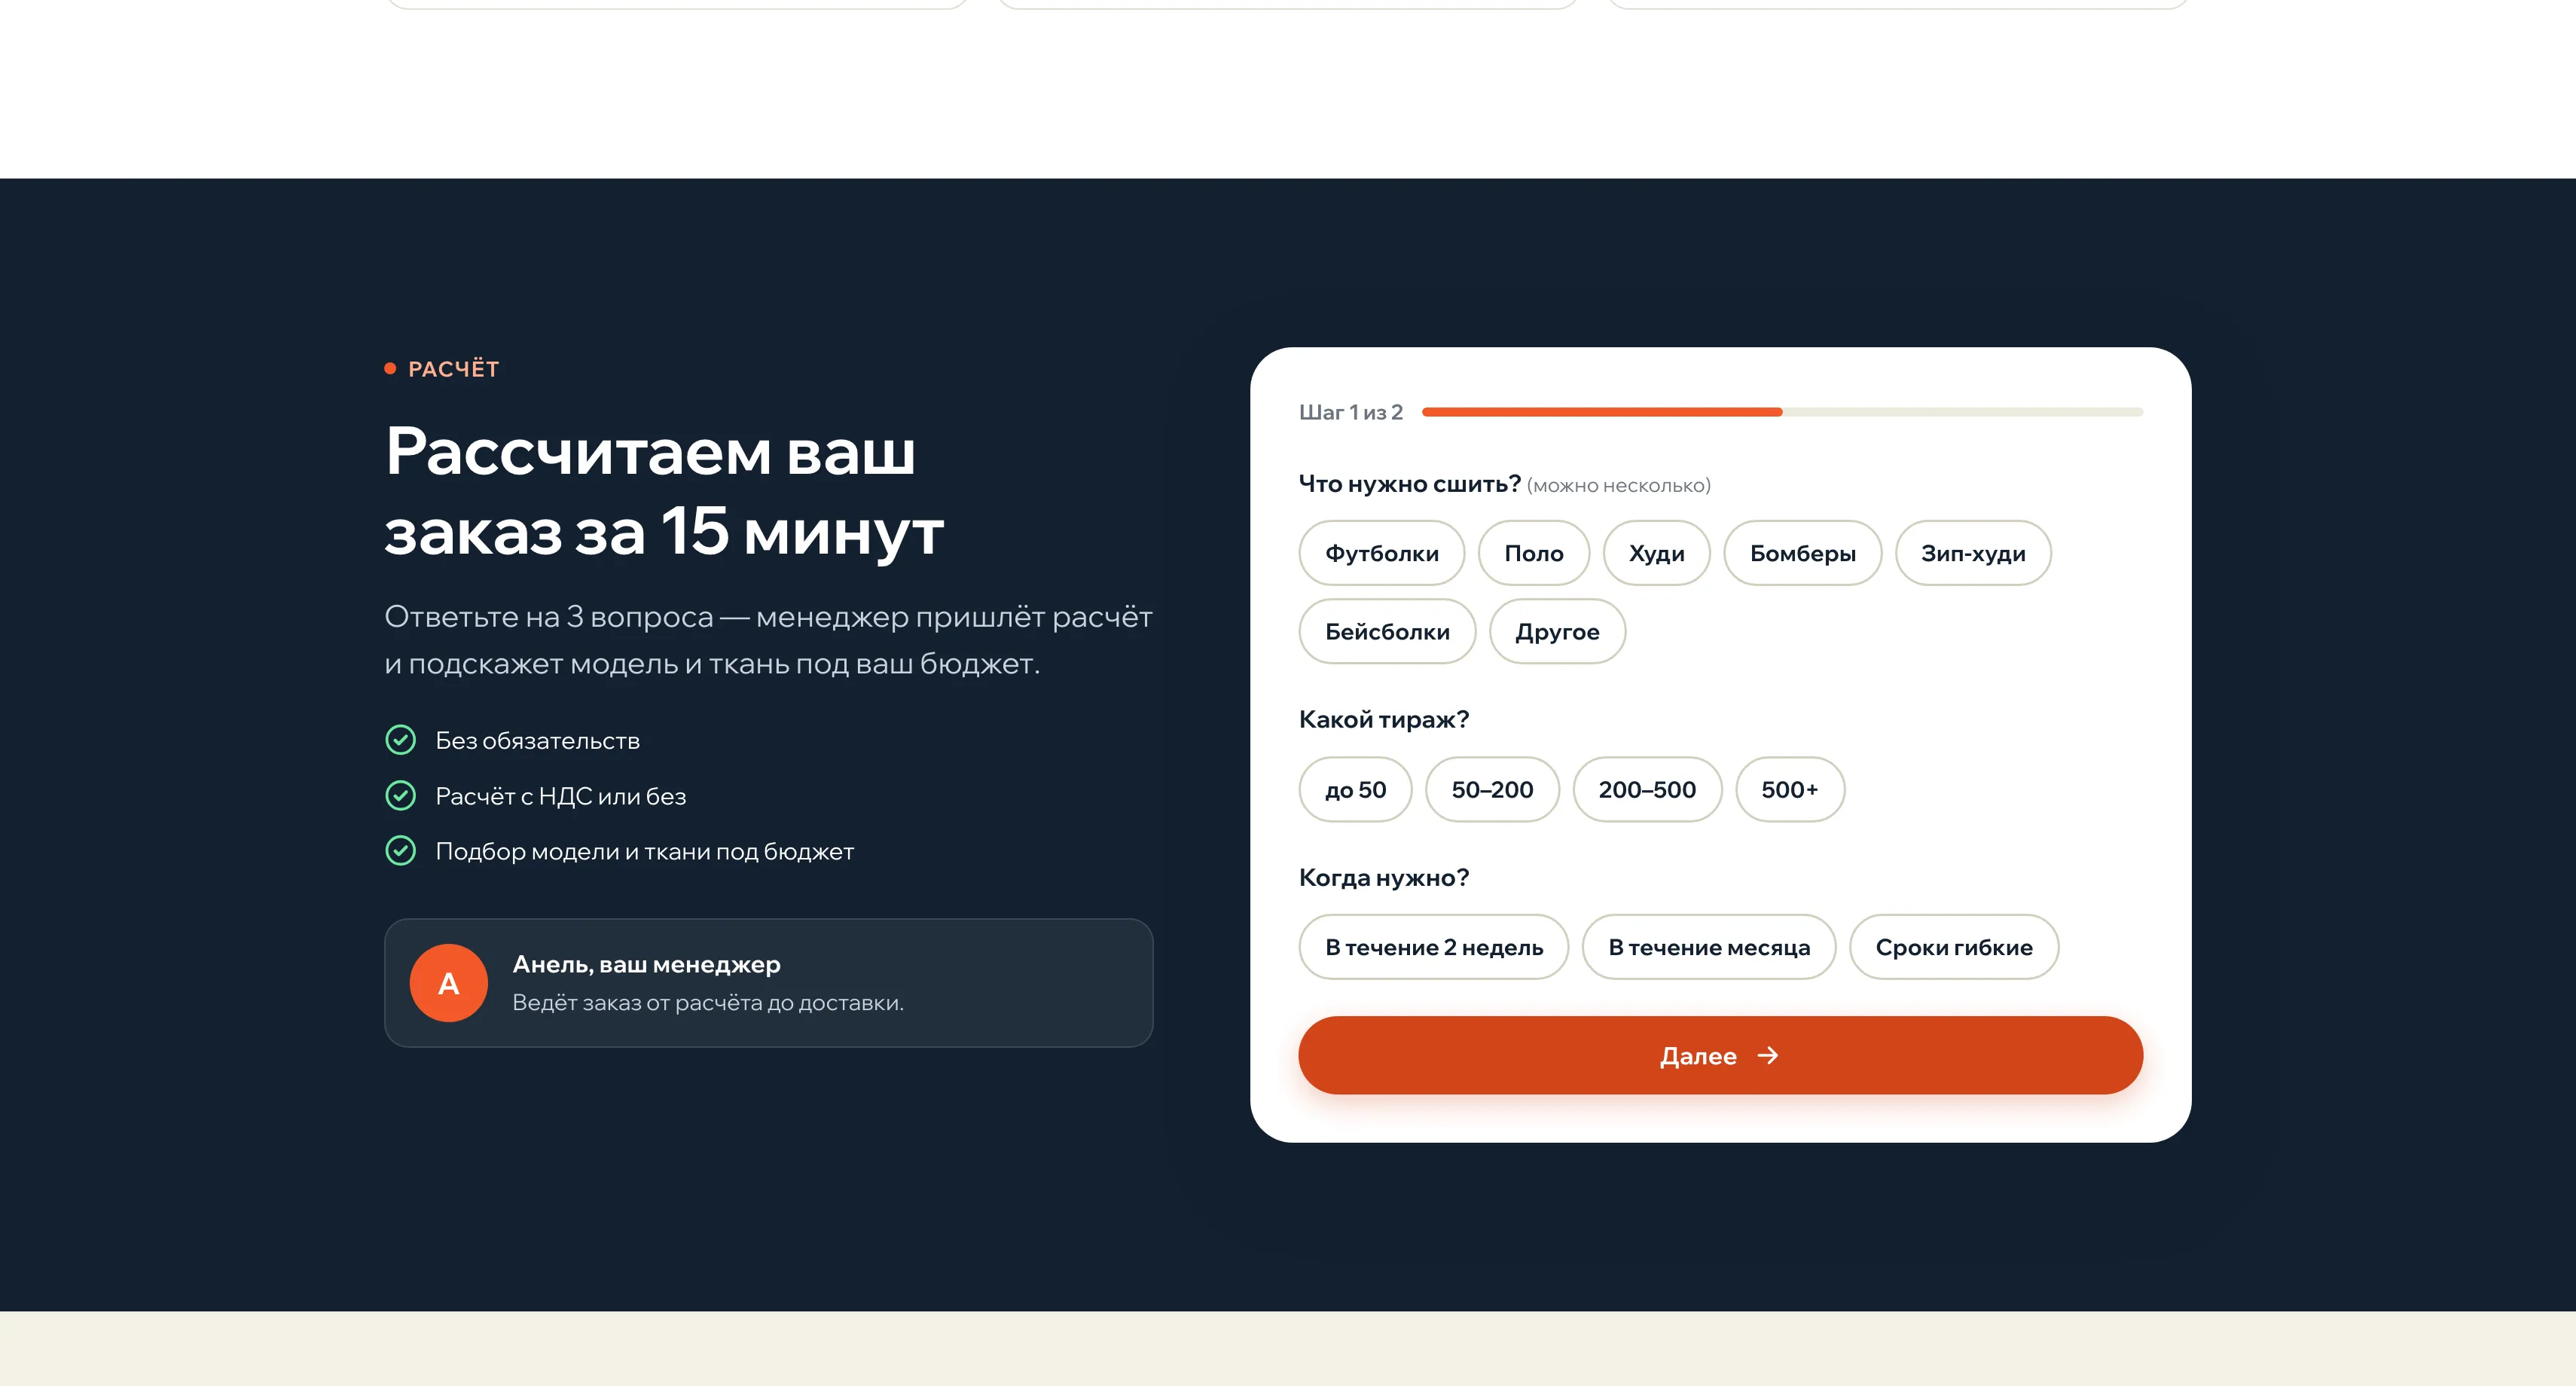 РАСЧЁТ
Рассчитаем ваш
заказ за 15 минут
Ответьте на 3 вопроса — менеджер пришлёт расчёт
и подскажет модель и ткань под ваш бюджет.
Без обязательств
Расчёт с НДС или без
Подбор модели и ткани под бюджет
А
Анель, ваш менеджер
Ведёт заказ от расчёта до доставки.
Шаг 1 из 2
Что нужно сшить? (можно несколько)
Футболки Поло Худи Бомберы Зип-худи
Бейсболки Другое
Какой тираж?
до 50 50–200 200–500 500+
Когда нужно?
В течение 2 недель В течение месяца Сроки гибкие
Далее →